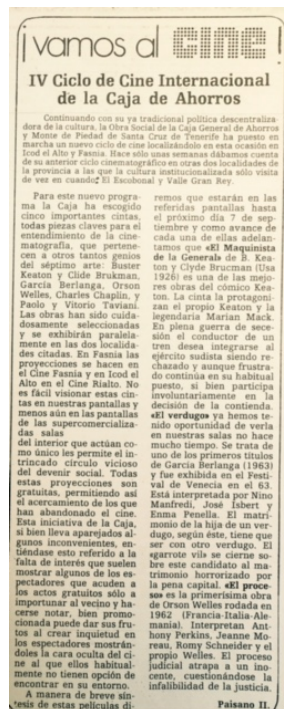 ¡vamos al cine!
IV Ciclo de Cine Internacional
de la Caja de Ahorros
Continuando con su ya tradicional política descentraliza-
dora de la cultura, la Obra Social de la Caja General de Ahorros
y Monte de Piedad de Santa Cruz de Tenerife ha puesto en
marcha un nuevo ciclo de cine localizándolo en esta ocasión en
Icod el Alto y Fasnia. Hace sólo unas semanas dábamos cuenta
de su anterior ciclo cinematográfico en otras dos localidades de
la provincia a las que la cultura institucionalizada sólo visita
de vez en cuando: El Escobonal y Valle Gran Rey.
Para este nuevo progra-
ma la Caja ha escogido
cinco importantes cintas,
todas piezas claves para el
entendimiento de la cine-
matografía, que pertene-
cen a otros tantos genios
del séptimo arte: Buster
Keaton y Clide Brukman,
García Berlanga, Orson
Welles, Charles Chaplin, y
Paolo y Vitorio Taviani.
Las obras han sido cuida-
dosamente seleccionadas
y se exhibirán paralela-
mente en las dos localida-
des citadas. En Fasnia las
proyecciones se hacen en
el Cine Fasnia y en Icod el
Alto en el Cine Rialto. No
es fácil visionar estas cin-
tas en nuestras pantallas y
menos aún en las pantallas
de las supercomercializa-
das salas
del interior que actúan co-
mo único les permite el in-
trincado círculo vicioso
del devenir social. Todas
estas proyecciones son
gratuitas, permitiendo así
el acercamiento de los que
han abandonado el cine.
Esta iniciativa de la Caja,
si bien lleva aparejados al-
gunos inconvenientes, en-
tiéndase esto referido a la
falta de interés que suelen
mostrar algunos de los es-
pectadores que acuden a
los actos gratuitos sólo a
importunar al vecino y ha-
cerse notar, bien promo-
cionada puede dar sus fru-
tos al crear inquietud en
los espectadores mostrán-
doles la cara oculta del ci-
ne al que ellos habitual-
mente no tienen opción de
encontrar en su entorno.
A manera de breve sín-
tesis de estas películas di-
remos que estarán en las
referidas pantallas hasta
el próximo día 7 de sep-
tiembre y como avance de
cada una de ellas adelan-
tamos que «El Maquinista
de la General» de B. Kea-
ton y Clyde Brucman (Usa
1926) es una de las mejo-
res obras del cómico Kea-
ton. La cinta la protagoni-
zan el propio Keaton y la
legendaria Marian Mack.
En plena guerra de sece-
sión el conductor de un
tren desea integrarse al
ejército sudista siendo re-
chazado y aunque frustra-
do continúa en su habitual
puesto, si bien participa
involuntariamente en la
decisión de la contienda.
«El verdugo» ya hemos te-
nido oportunidad de verla
en nuestras salas no hace
mucho tiempo. Se trata de
uno de los primeros títulos
de García Berlanga (1963)
y fue exhibida en el Festi-
val de Venecia en el 63.
Está interpretada por Nino
Manfredi, José Isbert y
Enma Penella. El matri-
monio de la hija de un ver-
dugo, según éste, tiene que
ser con otro verdugo. El
«garrote vil» se cierne so-
bre este candidato al ma-
trimonio horrorizado por
la pena capital. «El proce-
so» es la primerísima obra
de Orson Welles rodada en
1962 (Francia-Italia-Ale-
mania). Interpretan Ant-
hony Perkins, Jeanne Mo-
reau, Romy Schneider y el
propio Welles. El proceso
judicial atrapa a un ino-
cente, cuestionándose la
infalibilidad de la justicia.
Paisano II.